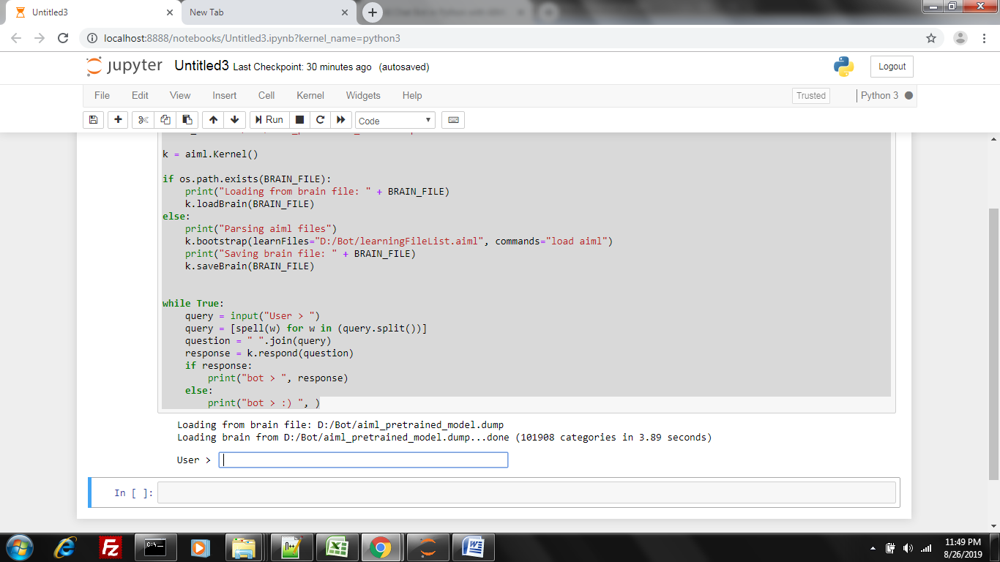 Untitled3
New Tab
localhost:8888/notebooks/Untitled3.ipynb?kernel_name=python3
jupyter Untitled3 Last Checkpoint: 30 minutes ago (autosaved)
Logout
File Edit View Insert Cell Kernel Widgets Help
Trusted
Python 3
Run
Code
k = aiml.Kernel()
if os.path.exists(BRAIN_FILE):
    print("Loading from brain file: " + BRAIN_FILE)
    k.loadBrain(BRAIN_FILE)
else:
    print("Parsing aiml files")
    k.bootstrap(learnFiles="D:/Bot/learningFileList.aiml", commands="load aiml")
    print("Saving brain file: " + BRAIN_FILE)
    k.saveBrain(BRAIN_FILE)
while True:
    query = input("User > ")
    query = [spell(w) for w in (query.split())]
    question = " ".join(query)
    response = k.respond(question)
    if response:
        print("bot > ", response)
    else:
        print("bot > :) ", )
Loading from brain file: D:/Bot/aiml_pretrained_model.dump
Loading brain from D:/Bot/aiml_pretrained_model.dump...done (101908 categories in 3.89 seconds)
User >
In [ ]:
11:49 PM
8/26/2019